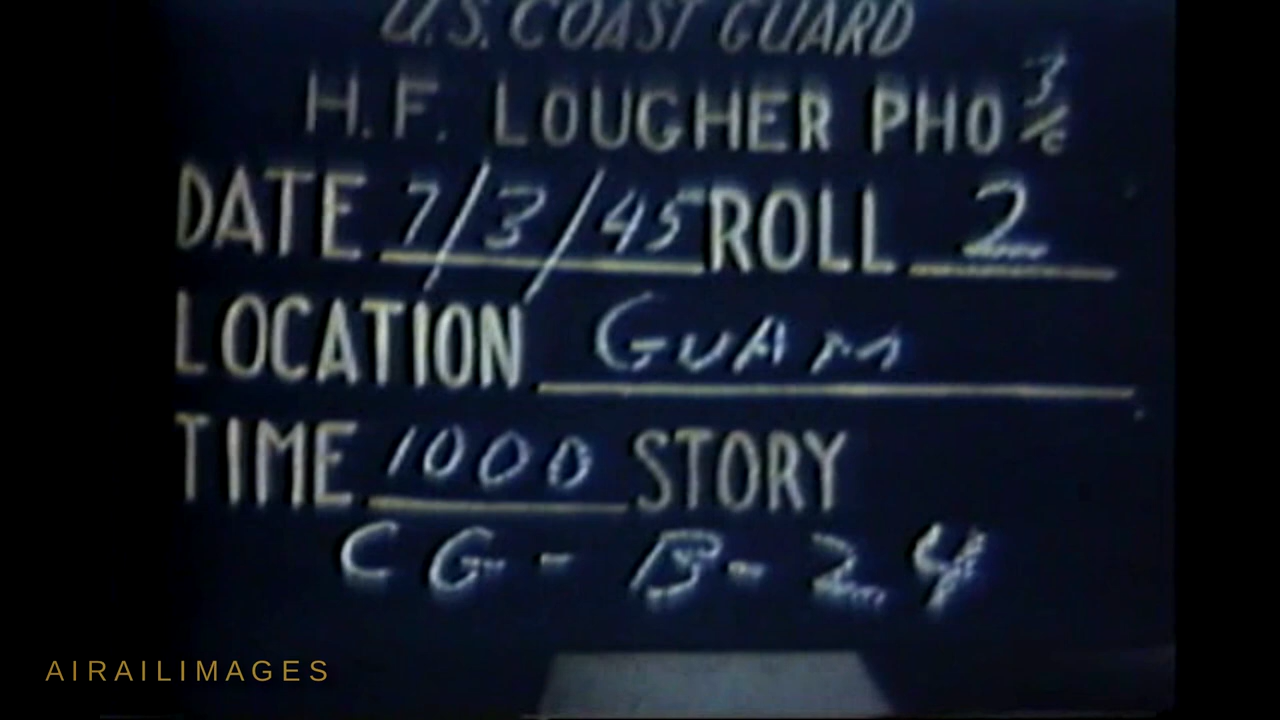 U.S. COAST GUARD
H.F. LOUGHER PHO 3/c
DATE 7/3/45 ROLL 2
LOCATION GUAM
TIME 1000 STORY
CG-B-24
AIRAILIMAGES